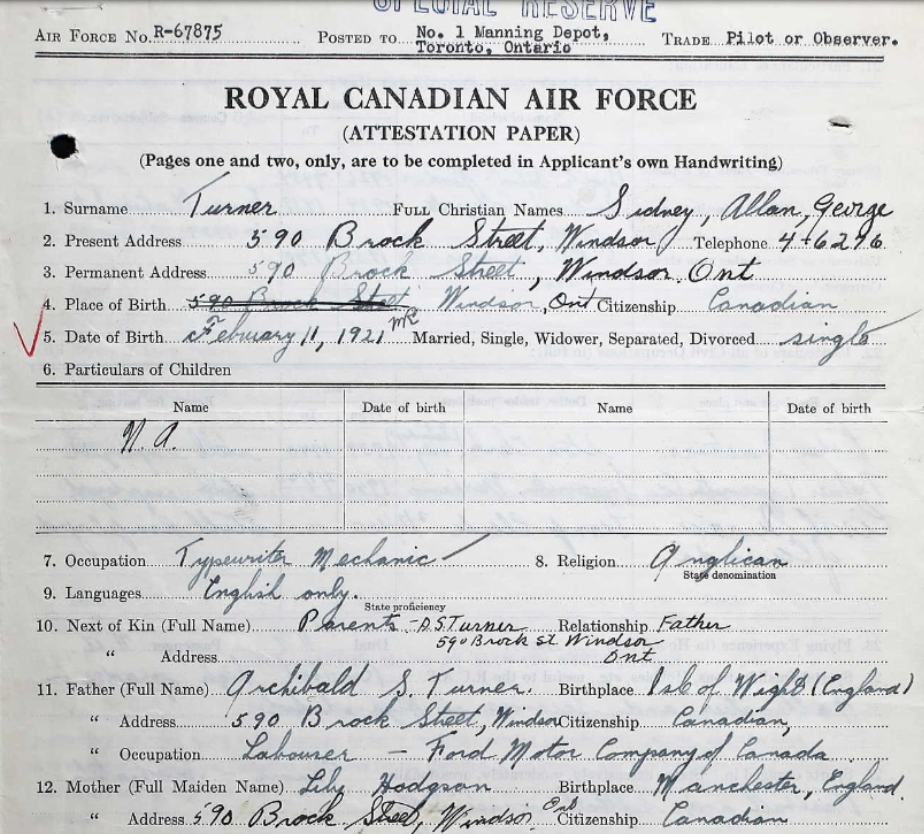 SPECIAL RESERVE
AIR FORCE No. R-67875 POSTED TO No. 1 Manning Depot, Toronto, Ontario TRADE Pilot or Observer.
ROYAL CANADIAN AIR FORCE
(ATTESTATION PAPER)
(Pages one and two, only, are to be completed in Applicant's own Handwriting)
1. Surname Turner FULL Christian Names Sidney, Allan, George
2. Present Address 590 Brock Street, Windsor Telephone 4-6296
3. Permanent Address 590 Brock Street, Windsor. Ont
4. Place of Birth 590 Brock Street Windsor, Ont Citizenship Canadian
5. Date of Birth February 11, 1921 Married, Single, Widower, Separated, Divorced single
6. Particulars of Children
Name Date of birth Name Date of birth
N. A.
7. Occupation Typewriter Mechanic 8. Religion Anglican
State denomination
9. Languages English only.
State proficiency
10. Next of Kin (Full Name) Parents - A S Turner Relationship Father
590 Brock St Windsor
" Address Ont
11. Father (Full Name) Archibald S. Turner. Birthplace Isle of Wight (England)
" Address 590 Brock Street, Windsor Citizenship Canadian,
" Occupation Labourer - Ford Motor Company of Canada
12. Mother (Full Maiden Name) Lily Hodgson Birthplace Manchester, England.
" Address 590 Brock Street, Windsor Ont Citizenship Canadian